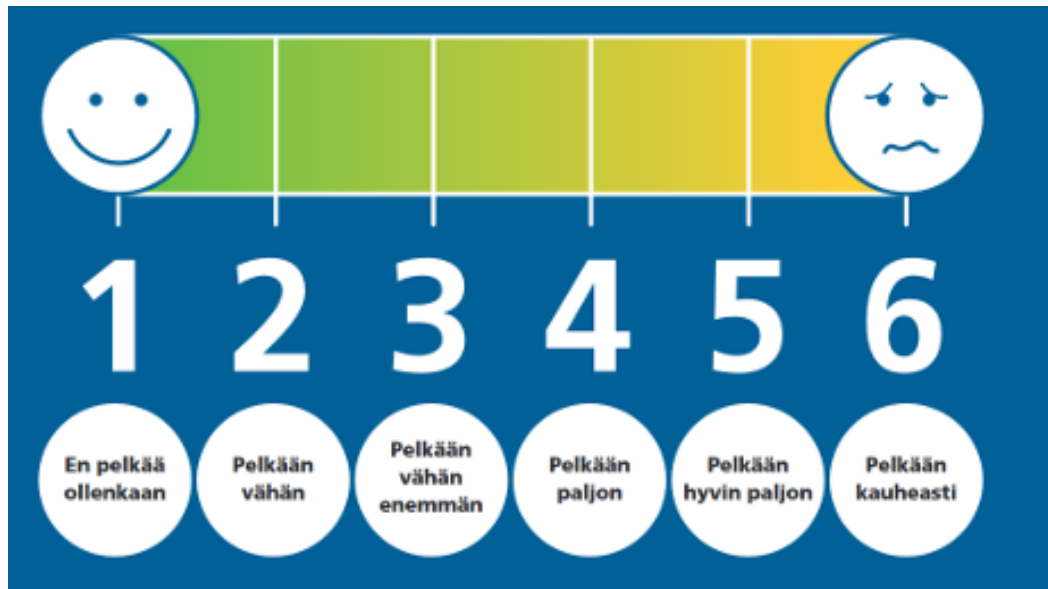 1 2 3 4 5 6
En pelkää
ollenkaan
Pelkään
vähän
Pelkään
vähän
enemmän
Pelkään
paljon
Pelkään
hyvin paljon
Pelkään
kauheasti